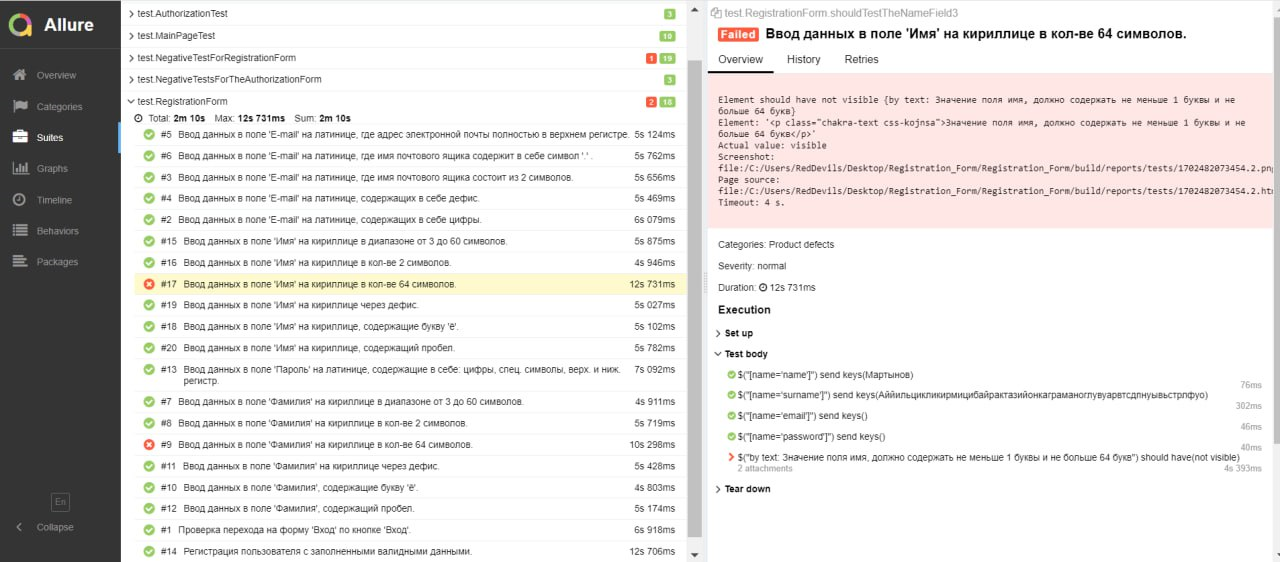 Allure
Overview
Categories
Suites
Graphs
Timeline
Behaviors
Packages
En
Collapse
test.AuthorizationTest 3
test.MainPageTest 10
test.NegativeTestForRegistrationForm 1 19
test.NegativeTestsForTheAuthorizationForm 3
test.RegistrationForm 2 18
Total: 2m 10s Max: 12s 731ms Sum: 2m 10s
#5 Ввод данных в поле 'E-mail' на латинице, где адрес электронной почты полностью в верхнем регистре. 5s 124ms
#6 Ввод данных в поле 'E-mail' на латинице, где имя почтового ящика содержит в себе символ '.' . 5s 762ms
#3 Ввод данных в поле 'E-mail' на латинице, где имя почтового ящика состоит из 2 символов. 5s 656ms
#4 Ввод данных в поле 'E-mail' на латинице, содержащих в себе дефис. 5s 469ms
#2 Ввод данных в поле 'E-mail' на латинице, содержащих в себе цифры. 6s 079ms
#15 Ввод данных в поле 'Имя' на кириллице в диапазоне от 3 до 60 символов. 5s 875ms
#16 Ввод данных в поле 'Имя' на кириллице в кол-ве 2 символов. 4s 946ms
#17 Ввод данных в поле 'Имя' на кириллице в кол-ве 64 символов. 12s 731ms
#19 Ввод данных в поле 'Имя' на кириллице через дефис. 5s 027ms
#18 Ввод данных в поле 'Имя' на кириллице, содержащие букву 'ё'. 5s 102ms
#20 Ввод данных в поле 'Имя' на кириллице, содержащий пробел. 5s 782ms
#13 Ввод данных в поле 'Пароль' на латинице, содержащие в себе: цифры, спец. символы, верх. и ниж. 7s 092ms
регистр.
#7 Ввод данных в поле 'Фамилия' на кириллице в диапазоне от 3 до 60 символов. 4s 911ms
#8 Ввод данных в поле 'Фамилия' на кириллице в кол-ве 2 символов. 5s 719ms
#9 Ввод данных в поле 'Фамилия' на кириллице в кол-ве 64 символов. 10s 298ms
#11 Ввод данных в поле 'Фамилия' на кириллице через дефис. 5s 428ms
#10 Ввод данных в поле 'Фамилия', содержащие букву 'ё'. 4s 803ms
#12 Ввод данных в поле 'Фамилия', содержащий пробел. 5s 174ms
#1 Проверка перехода на форму 'Вход' по кнопке 'Вход'. 6s 918ms
#14 Регистрация пользователя с заполненными валидными данными. 12s 706ms
test.RegistrationForm.shouldTestTheNameField3
Failed Ввод данных в поле 'Имя' на кириллице в кол-ве 64 символов.
Overview History Retries
Element should have not visible {by text: Значение поля имя, должно содержать не меньше 1 буквы и не
больше 64 букв}
Element: '<p class="chakra-text css-kojnsa">Значение поля имя, должно содержать не меньше 1 буквы и не
больше 64 букв</p>'
Actual value: visible
Screenshot:
file:/C:/Users/RedDevils/Desktop/Registration_Form/Registration_Form/build/reports/tests/1702482073454.2.png
Page source:
file:/C:/Users/RedDevils/Desktop/Registration_Form/Registration_Form/build/reports/tests/1702482073454.2.htm
Timeout: 4 s.
Categories: Product defects
Severity: normal
Duration: 12s 731ms
Execution
Set up
Test body
$("[name='name']") send keys(Мартынов)
76ms
$("[name='surname']") send keys(Аййильцикликирмицибайрактазийонкаграманоглувуарвтсдлнуывьстрлфуо)
302ms
$("[name='email']") send keys()
46ms
$("[name='password']") send keys()
40ms
$("by text: Значение поля имя, должно содержать не меньше 1 буквы и не больше 64 букв") should have(not visible)
2 attachments 4s 393ms
Tear down